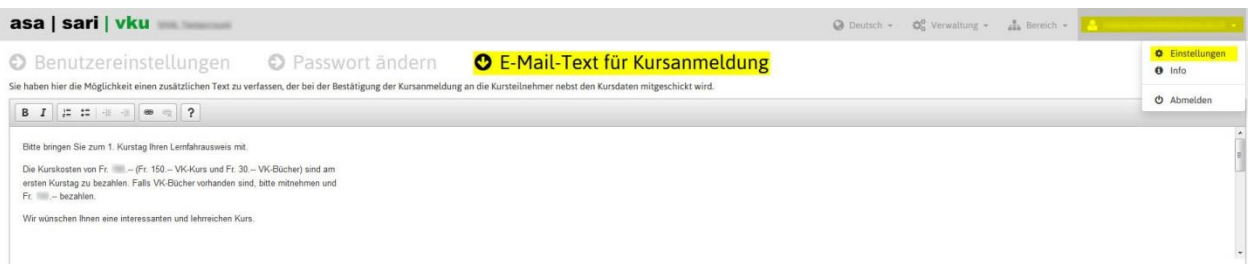 asa | sari | vku
Deutsch Verwaltung Bereich
Benutzereinstellungen Passwort ändern E-Mail-Text für Kursanmeldung
Einstellungen
Info
Abmelden
Sie haben hier die Möglichkeit einen zusätzlichen Text zu verfassen, der bei der Bestätigung der Kursanmeldung an die Kursteilnehmer nebst den Kursdaten mitgeschickt wird.
B I ?
Bitte bringen Sie zum 1. Kurstag Ihren Lernfahrausweis mit.
Die Kurskosten von Fr. .– (Fr. 150.– VK-Kurs und Fr. 30.– VK-Bücher) sind am
ersten Kurstag zu bezahlen. Falls VK-Bücher vorhanden sind, bitte mitnehmen und
Fr. .– bezahlen.
Wir wünschen Ihnen eine interessanten und lehrreichen Kurs.